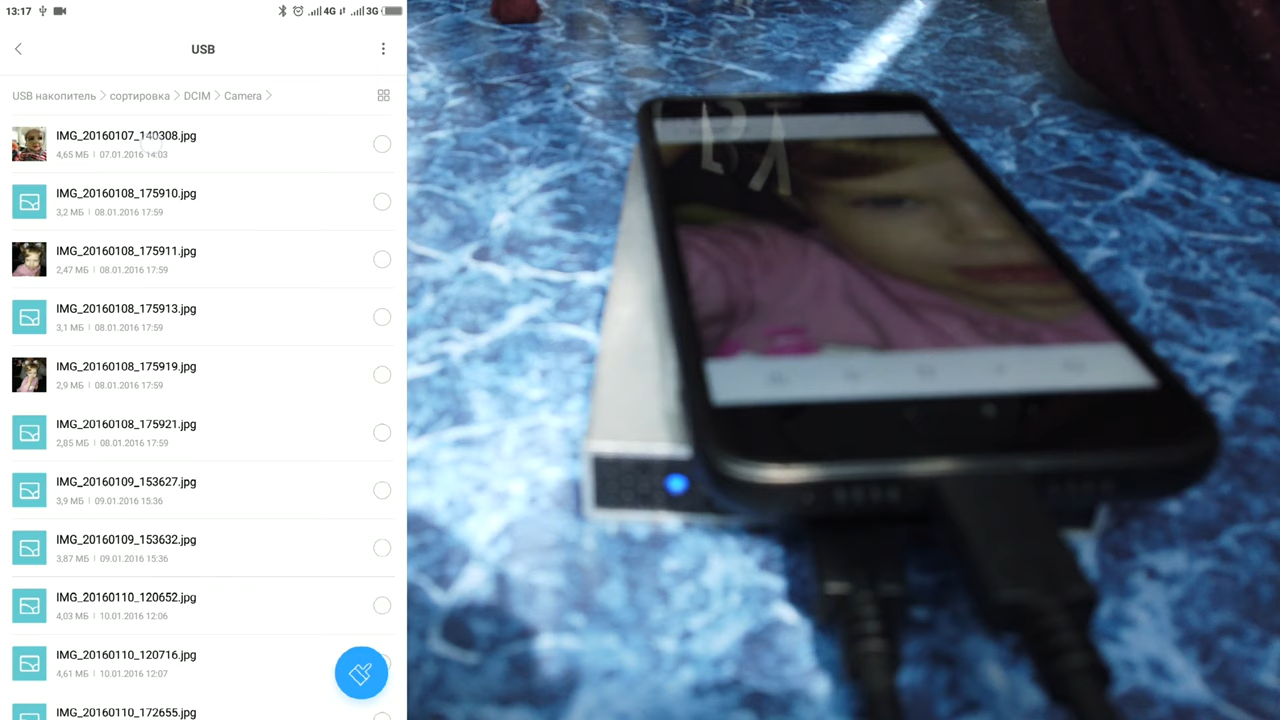 13:17 4G 3G
USB
USB накопитель > сортировка > DCIM > Camera >
IMG_20160107_140308.jpg
4,65 МБ | 07.01.2016 14:03
IMG_20160108_175910.jpg
3,2 МБ | 08.01.2016 17:59
IMG_20160108_175911.jpg
2,47 МБ | 08.01.2016 17:59
IMG_20160108_175913.jpg
3,1 МБ | 08.01.2016 17:59
IMG_20160108_175919.jpg
2,9 МБ | 08.01.2016 17:59
IMG_20160108_175921.jpg
2,85 МБ | 08.01.2016 17:59
IMG_20160109_153627.jpg
3,9 МБ | 09.01.2016 15:36
IMG_20160109_153632.jpg
3,87 МБ | 09.01.2016 15:36
IMG_20160110_120652.jpg
4,03 МБ | 10.01.2016 12:06
IMG_20160110_120716.jpg
4,61 МБ | 10.01.2016 12:07
IMG_20160110_172655.jpg